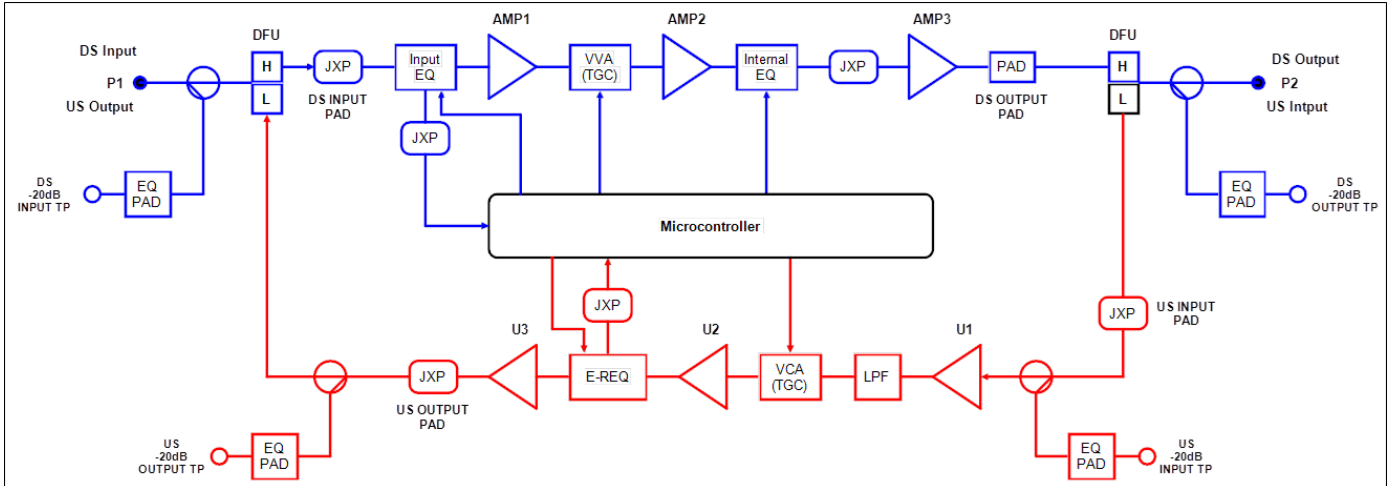 AMP1
AMP2
AMP3
DS Input
DFU
DFU
DS Output
H
JXP
Input
EQ
VVA
(TGC)
Internal
EQ
JXP
PAD
H
P1
P2
L
DS INPUT
PAD
DS OUTPUT
PAD
L
US Output
US Intput
JXP
DS
-20dB
INPUT TP
EQ
PAD
EQ
PAD
DS
-20dB
OUTPUT TP
Microcontroller
JXP
JXP
US INPUT
PAD
U3
U2
U1
JXP
E-REQ
VCA
(TGC)
LPF
US OUTPUT
PAD
US
-20dB
OUTPUT TP
EQ
PAD
EQ
PAD
US
-20dB
INPUT TP